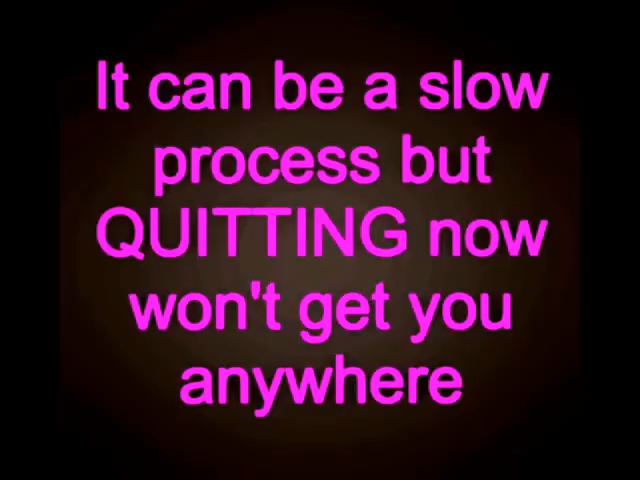 It can be a slow
process but
QUITTING now
won't get you
anywhere